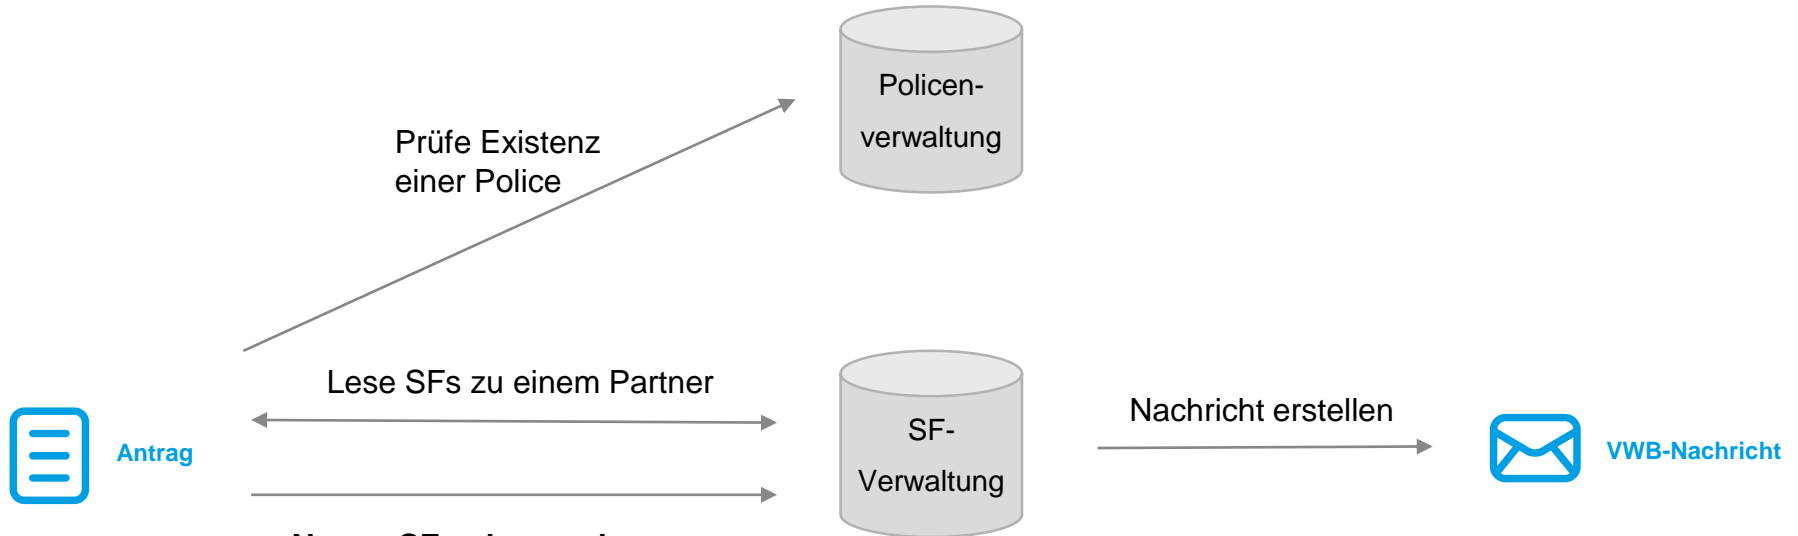 Policen-
verwaltung
Prüfe Existenz
einer Police
Lese SFs zu einem Partner
Antrag
SF-
Verwaltung
Nachricht erstellen
VWB-Nachricht